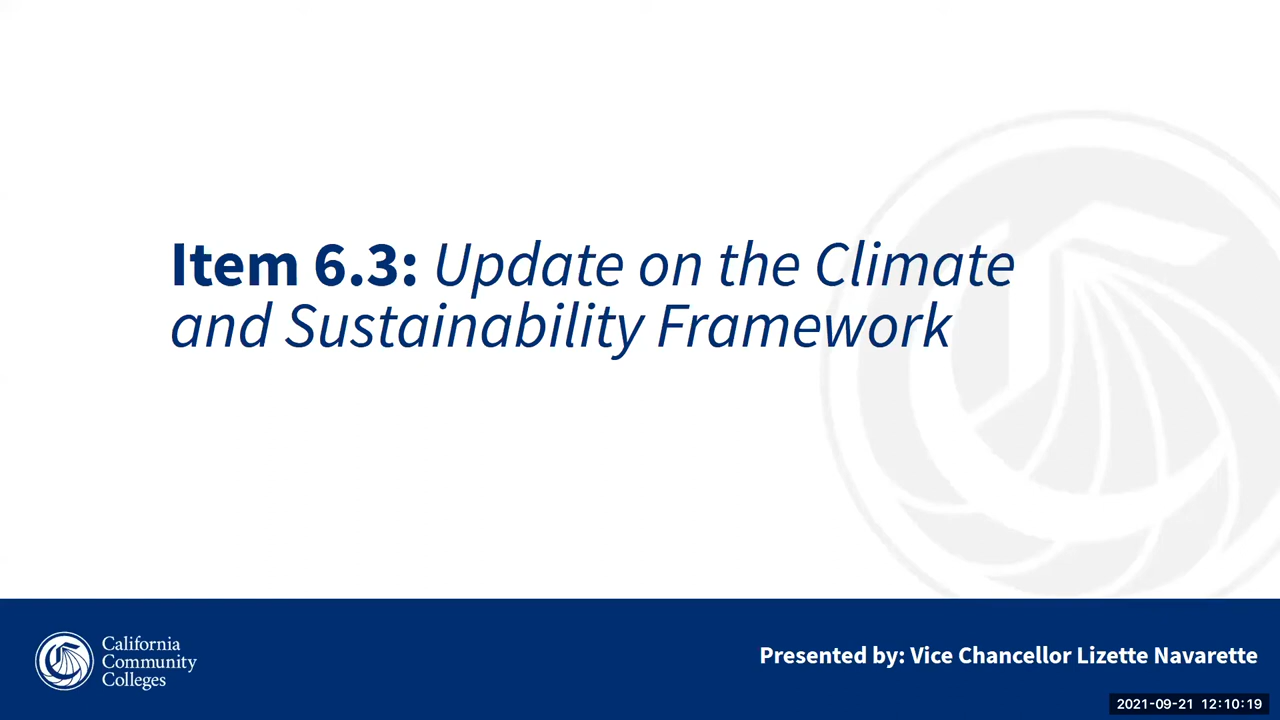 Item 6.3: Update on the Climate
and Sustainability Framework
California
Community
Colleges
Presented by: Vice Chancellor Lizette Navarette
2021-09-21 12:10:19